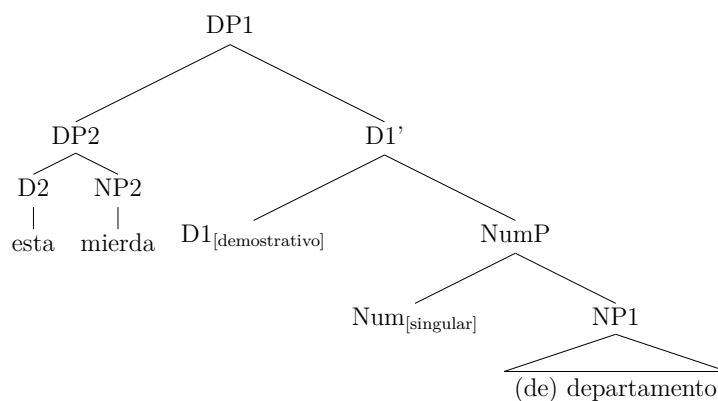 DP1
DP2 D1'
D2 NP2
D1[demostrativo] NumP
esta mierda
Num[singular] NP1
(de) departamento